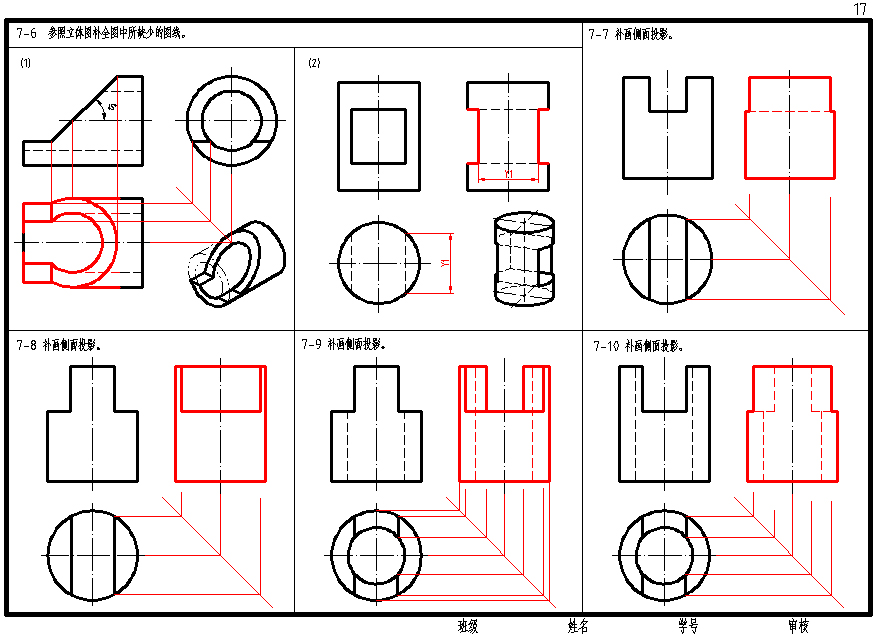 17
7-6 参照立体图补全图中所缺少的图线。
(1)
S
(2)
Y1
Y1
7-7 补画侧面投影。
7-8 补画侧面投影。
7-9 补画侧面投影。
7-10 补画侧面投影。
班级 姓名 学号 审核